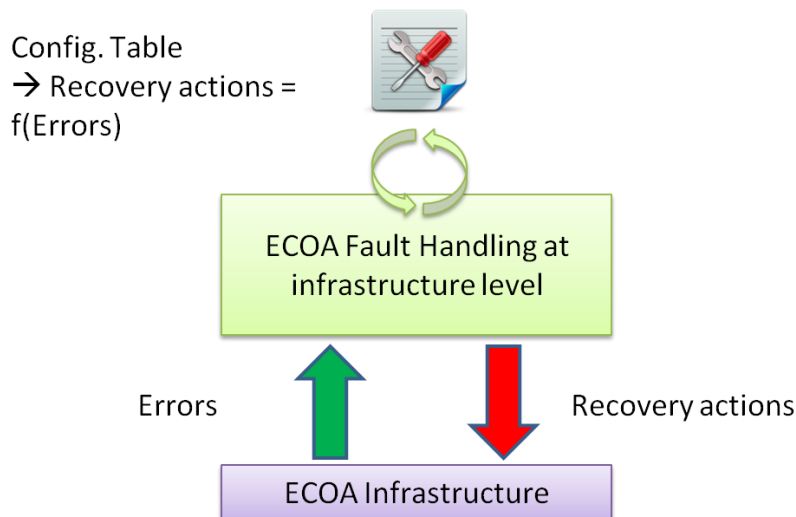 Config. Table
→ Recovery actions =
f(Errors)
ECOA Fault Handling at
infrastructure level
Errors
Recovery actions
ECOA Infrastructure